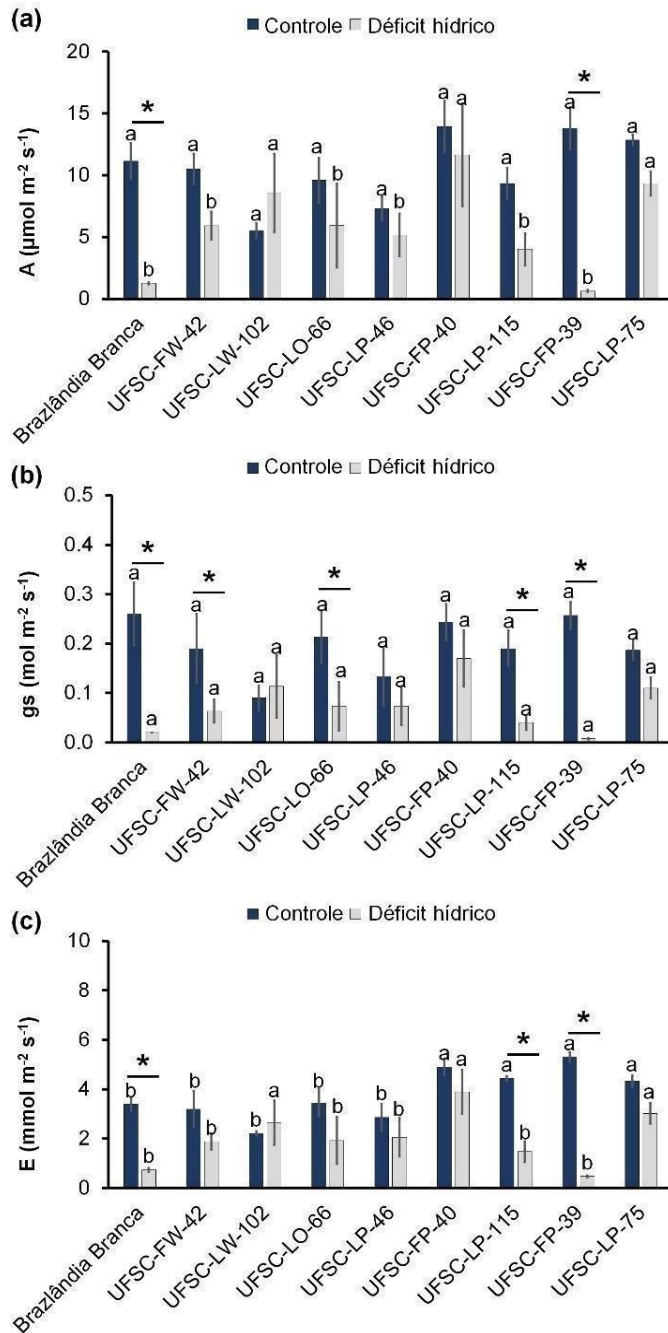 (a)
Controle Déficit hídrico
A (µmol m⁻² s⁻¹)
20
15
10
5
0
* *
a b a b a a a b a b a a a b a b a a
Brazlândia Branca
UFSC-FW-42
UFSC-LW-102
UFSC-LO-66
UFSC-LP-46
UFSC-FP-40
UFSC-LP-115
UFSC-FP-39
UFSC-LP-75
(b)
Controle Déficit hídrico
gs (mol m⁻² s⁻¹)
0.5
0.4
0.3
0.2
0.1
0.0
* * * * *
a a a a a a a a a a a a a a a a a a
Brazlândia Branca
UFSC-FW-42
UFSC-LW-102
UFSC-LO-66
UFSC-LP-46
UFSC-FP-40
UFSC-LP-115
UFSC-FP-39
UFSC-LP-75
(c)
Controle Déficit hídrico
E (mmol m⁻² s⁻¹)
10
8
6
4
2
0
* * *
b b b b b a b b b b a a a b a b a a
Brazlândia Branca
UFSC-FW-42
UFSC-LW-102
UFSC-LO-66
UFSC-LP-46
UFSC-FP-40
UFSC-LP-115
UFSC-FP-39
UFSC-LP-75